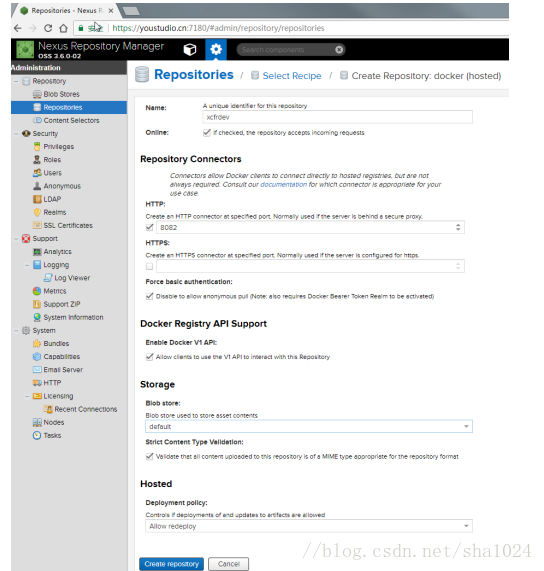 Repositories - Nexus R
安全
https://youstudio.cn:7180/#admin/repository/repositories
Nexus Repository Manager
OSS 3.6.0-02
Search components
Administration
Repository
Blob Stores
Repositories
Content Selectors
Security
Privileges
Roles
Users
Anonymous
LDAP
Realms
SSL Certificates
Support
Analytics
Logging
Log Viewer
Metrics
Support ZIP
System Information
System
Bundles
Capabilities
Email Server
HTTP
Licensing
Recent Connections
Nodes
Tasks
Repositories / Select Recipe / Create Repository: docker (hosted)
Name:
A unique identifier for this repository
xcfrdev
Online:
If checked, the repository accepts incoming requests
Repository Connectors
Connectors allow Docker clients to connect directly to hosted registries, but are not
always required. Consult our documentation for which connector is appropriate for your
use case.
HTTP:
Create an HTTP connector at specified port. Normally used if the server is behind a secure proxy.
8082
HTTPS:
Create an HTTPS connector at specified port. Normally used if the server is configured for https.
Force basic authentication:
Disable to allow anonymous pull (Note: also requires Docker Bearer Token Realm to be activated)
Docker Registry API Support
Enable Docker V1 API:
Allow clients to use the V1 API to interact with this Repository
Storage
Blob store:
Blob store used to store asset contents
default
Strict Content Type Validation:
Validate that all content uploaded to this repository is of a MIME type appropriate for the repository format
Hosted
Deployment policy:
Controls if deployments of and updates to artifacts are allowed
Allow redeploy
Create repository
Cancel
//blog.csdn.net/sha1024